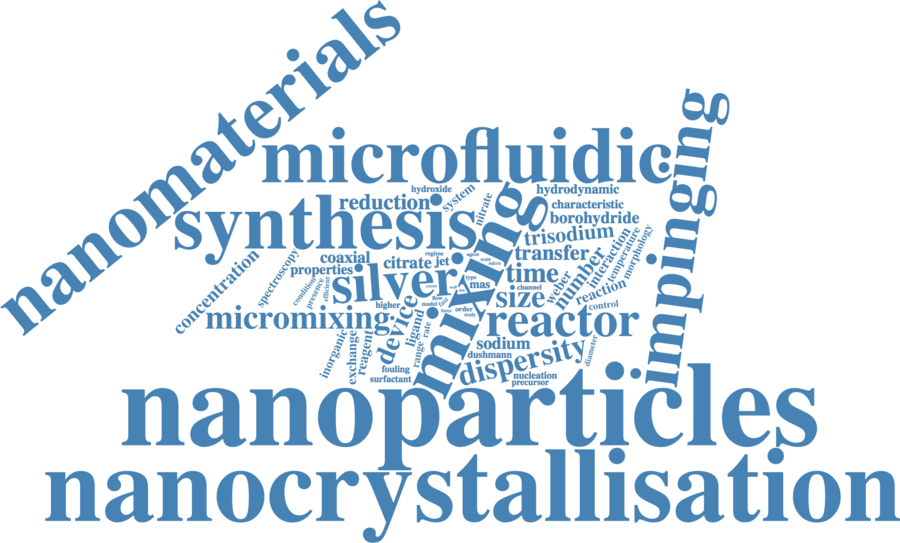 nanomaterials
microfluidic
impinging
hydroxide
system
hydrodynamic
reduction
nitrate
characteristic
synthesis
mixing
borohydride
trisodium
interaction
temperature
morphology
concentration
spectroscopy
coaxial
citrate
jet
regime
agent
transfer
number
scale
micro
properties
condition
presence
efficient
silver
type
mas
time
channel
weber
reaction
size
higher
flow
model
order
study
control
micromixing
device
ligand
range
rate
reactor
inorganic
exchange
reagent
sodium
dushmann
dispersity
diameter
fouling
surfactant
nucleation
precursor
nanoparticles
nanocrystallisation